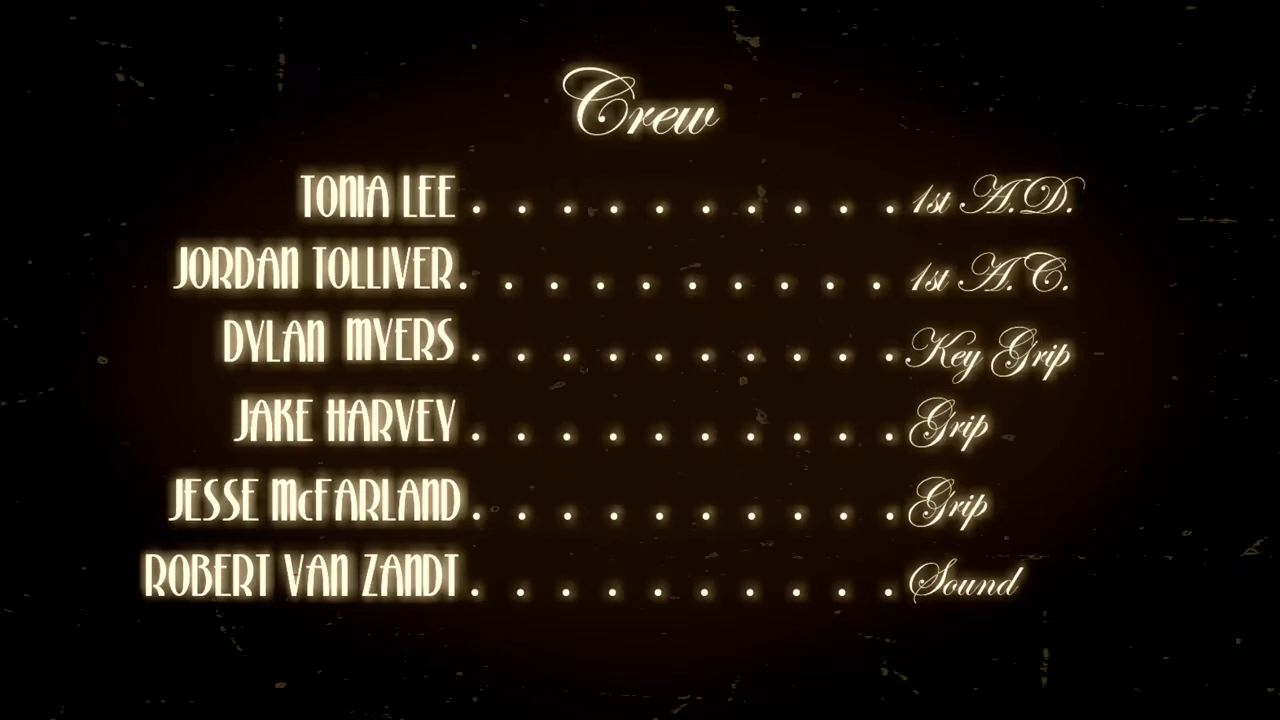 Crew
TONIA LEE . . . . . . . . . . 1st A.D.
JORDAN TOLLIVER . . . . . . . . . . 1st A.C.
DYLAN MYERS . . . . . . . . . . Key Grip
JAKE HARVEY . . . . . . . . . . Grip
JESSE McFARLAND . . . . . . . . . . Grip
ROBERT VAN ZANDT . . . . . . . . . . Sound